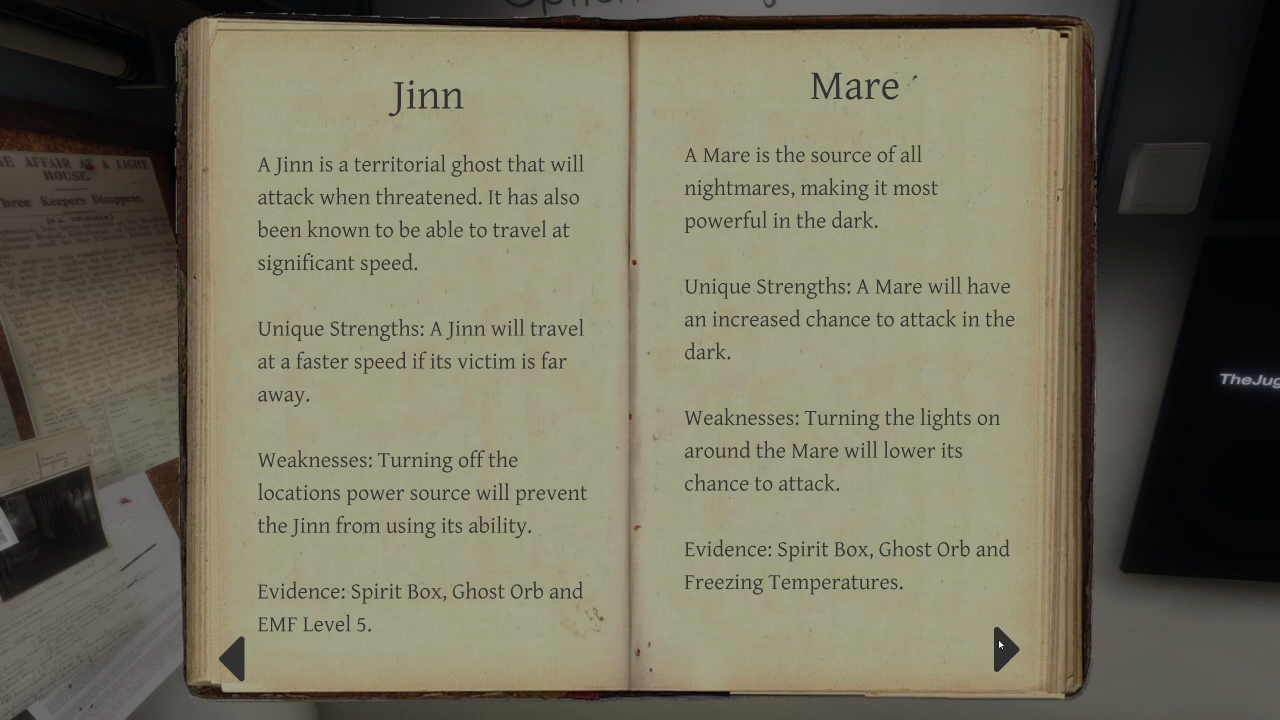 Jinn
A Jinn is a territorial ghost that will
attack when threatened. It has also
been known to be able to travel at
significant speed.
Unique Strengths: A Jinn will travel
at a faster speed if its victim is far
away.
Weaknesses: Turning off the
locations power source will prevent
the Jinn from using its ability.
Evidence: Spirit Box, Ghost Orb and
EMF Level 5.
Mare
A Mare is the source of all
nightmares, making it most
powerful in the dark.
Unique Strengths: A Mare will have
an increased chance to attack in the
dark.
Weaknesses: Turning the lights on
around the Mare will lower its
chance to attack.
Evidence: Spirit Box, Ghost Orb and
Freezing Temperatures.
AFFAIR AT A LIGHT
HOUSE.
Three Keepers Disappear.
TheJug